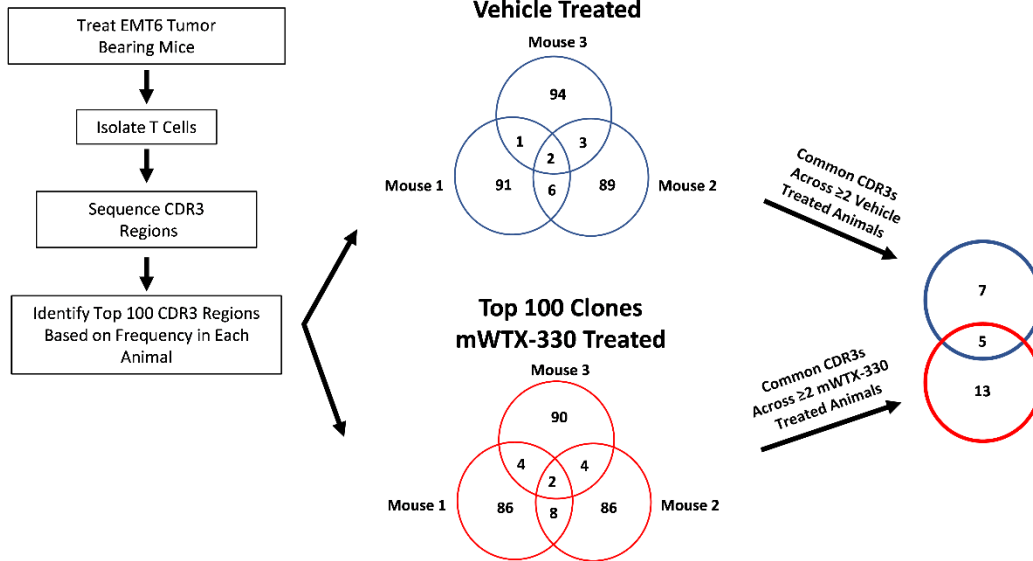 Treat EMT6 Tumor
Bearing Mice
Isolate T Cells
Sequence CDR3
Regions
Identify Top 100 CDR3 Regions
Based on Frequency in Each
Animal
Vehicle Treated
Mouse 3
94
1
2
3
Mouse 1
91
6
89
Mouse 2
Top 100 Clones
mWTX-330 Treated
Mouse 3
90
4
2
4
Mouse 1
86
8
86
Mouse 2
Common CDR3s
Across ≥2 Vehicle
Treated Animals
Common CDR3s
Across ≥2 mWTX-330
Treated Animals
7
5
13